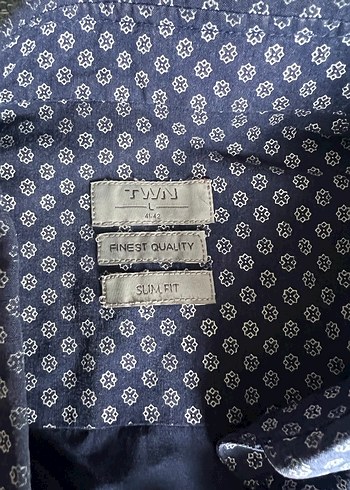 TWN
L
41-42
FINEST QUALITY
SLIM FIT